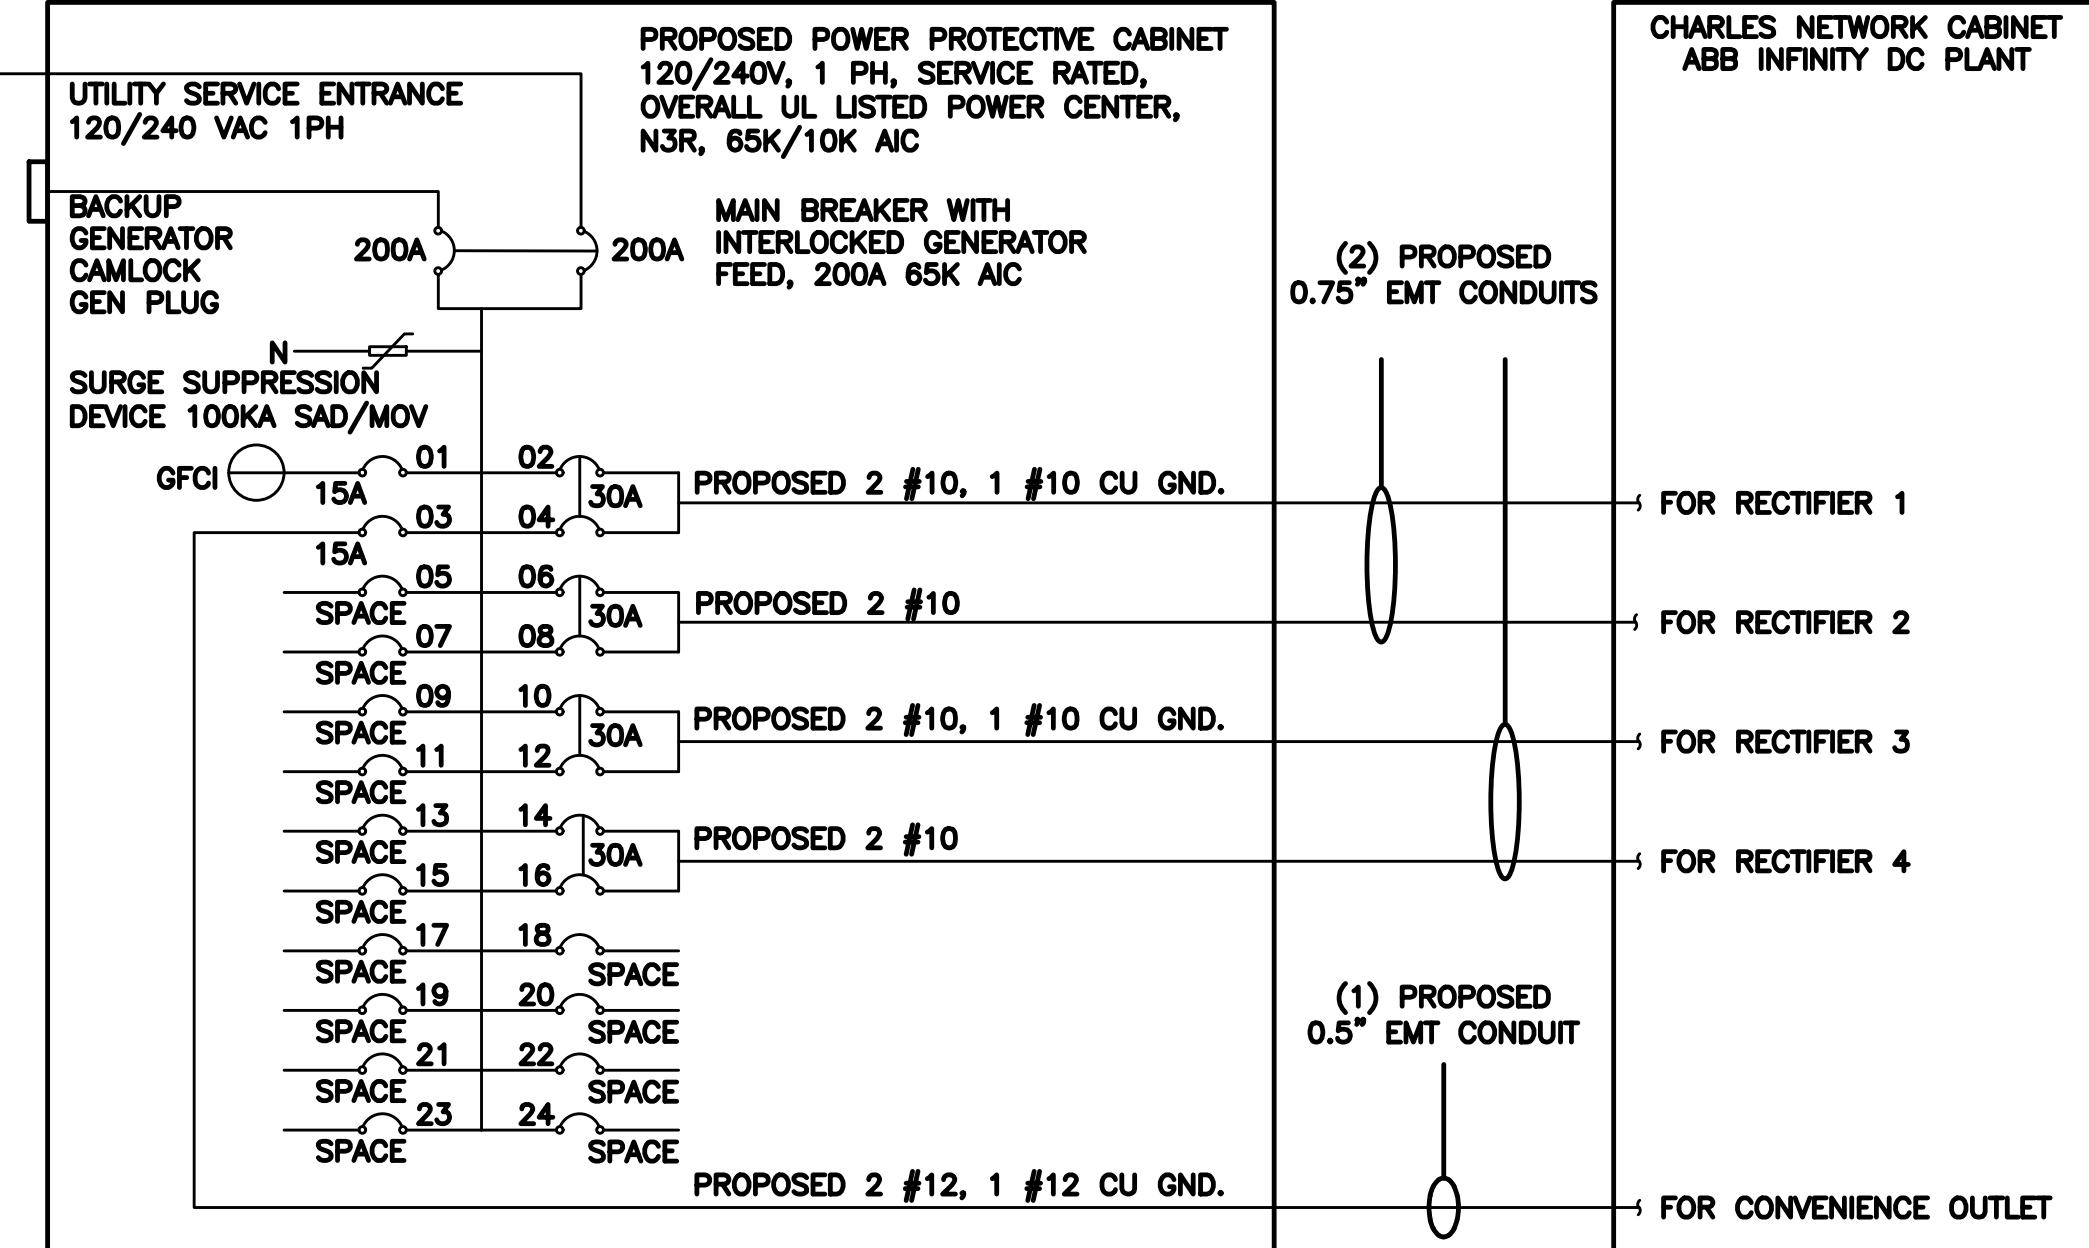 PROPOSED POWER PROTECTIVE CABINET
120/240V, 1 PH, SERVICE RATED,
OVERALL UL LISTED POWER CENTER,
N3R, 65K/10K AIC
CHARLES NETWORK CABINET
ABB INFINITY DC PLANT
UTILITY SERVICE ENTRANCE
120/240 VAC 1PH
BACKUP
GENERATOR
CAMLOCK
GEN PLUG
200A
200A
MAIN BREAKER WITH
INTERLOCKED GENERATOR
FEED, 200A 65K AIC
(2) PROPOSED
0.75" EMT CONDUITS
N
SURGE SUPPRESSION
DEVICE 100KA SAD/MOV
GFCI
15A
01
02
30A
PROPOSED 2 #10, 1 #10 CU GND.
FOR RECTIFIER 1
03
04
15A
05
06
SPACE
30A
PROPOSED 2 #10
FOR RECTIFIER 2
07
08
SPACE
09
10
SPACE
30A
PROPOSED 2 #10, 1 #10 CU GND.
FOR RECTIFIER 3
11
12
SPACE
13
14
SPACE
30A
PROPOSED 2 #10
FOR RECTIFIER 4
15
16
SPACE
17
18
SPACE
SPACE
19
20
SPACE
SPACE
21
22
SPACE
SPACE
23
24
SPACE
SPACE
(1) PROPOSED
0.5" EMT CONDUIT
PROPOSED 2 #12, 1 #12 CU GND.
FOR CONVENIENCE OUTLET